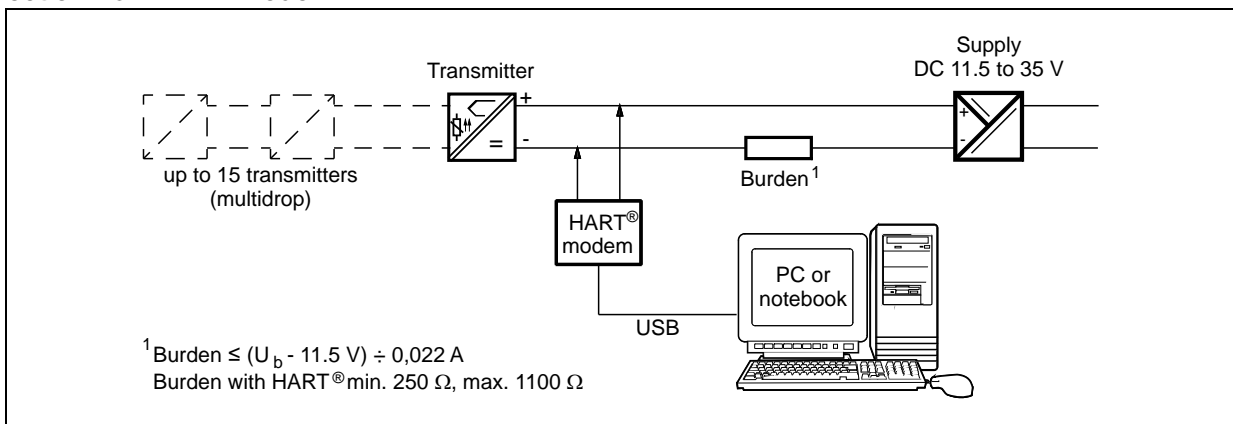 Supply
DC 11.5 to 35 V
Transmitter
+
-
=
+
-
up to 15 transmitters
(multidrop)
Burden¹
HART®
modem
PC or
notebook
USB
¹Burden ≤ (U b - 11.5 V) ÷ 0,022 A
Burden with HART® min. 250 Ω, max. 1100 Ω